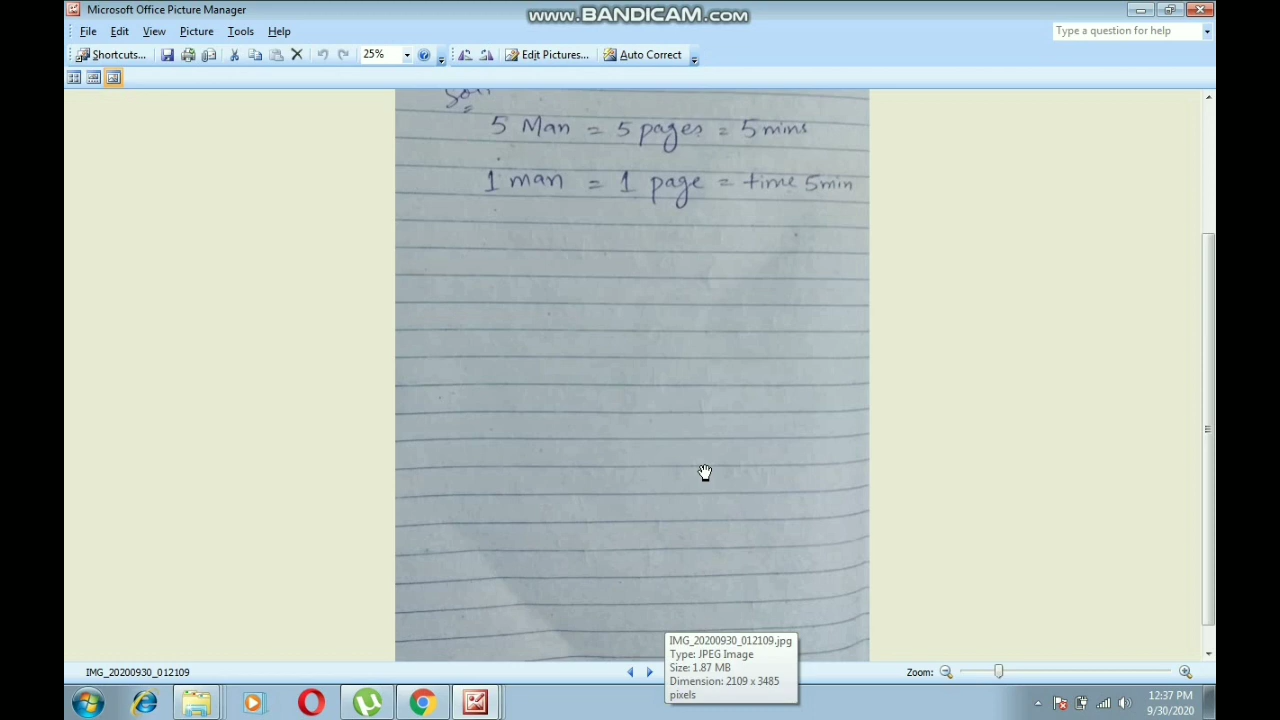 Microsoft Office Picture Manager
www.BANDICAM.com
File Edit View Picture Tools Help
Type a question for help
Shortcuts... 25% Edit Pictures... Auto Correct
Soln
5 Man = 5 pages = 5 mins
1 man = 1 page = time 5min
IMG_20200930_012109.jpg
Type: JPEG Image
Size: 1.87 MB
Dimension: 2109 x 3485
pixels
IMG_20200930_012109
Zoom:
12:37 PM
9/30/2020